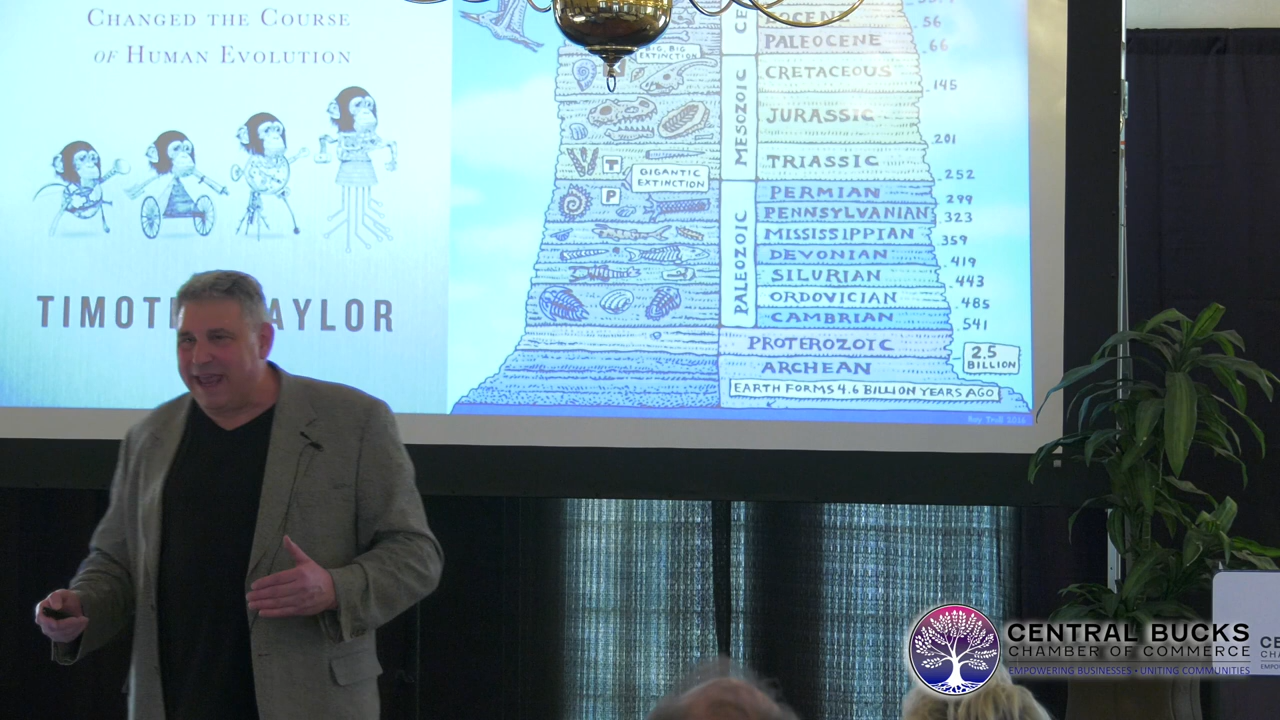 CHANGED THE COURSE
OF HUMAN EVOLUTION
TIMOT AYLOR
56
PALEOCENE
66
BIG, BIG
EXTINCTION
CRETACEOUS
145
MESOZOIC
JURASSIC
201
TRIASSIC
T
252
GIGANTIC
EXTINCTION
P
PERMIAN
299
PENNSYLVANIAN
323
MISSISSIPPIAN
359
PALEOZOIC
DEVONIAN
419
SILURIAN
443
ORDOVICIAN
485
CAMBRIAN
541
PROTEROZOIC
2.5
BILLION
ARCHEAN
EARTH FORMS 4.6 BILLION YEARS AGO
Ray Troll 2016
CENTRAL BUCKS
CHAMBER OF COMMERCE
EMPOWERING BUSINESSES • UNITING COMMUNITIES